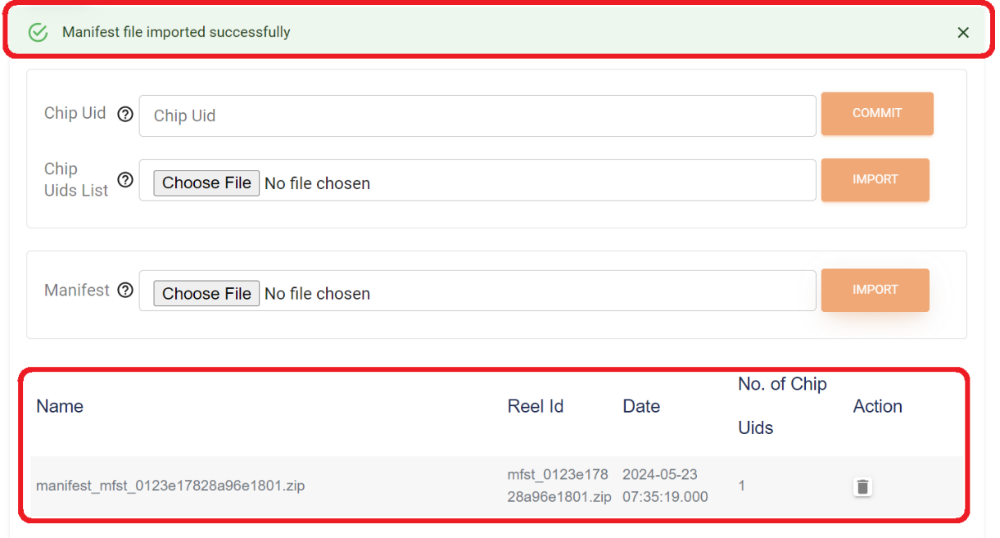 Manifest file imported successfully
Chip Uid
Chip Uid
COMMIT
Chip
Uids List
Choose File No file chosen
IMPORT
Manifest
Choose File No file chosen
IMPORT
Name
Reel Id
Date
No. of Chip
Uids
Action
manifest_mfst_0123e17828a96e1801.zip
mfst_0123e178
28a96e1801.zip
2024-05-23
07:35:19.000
1